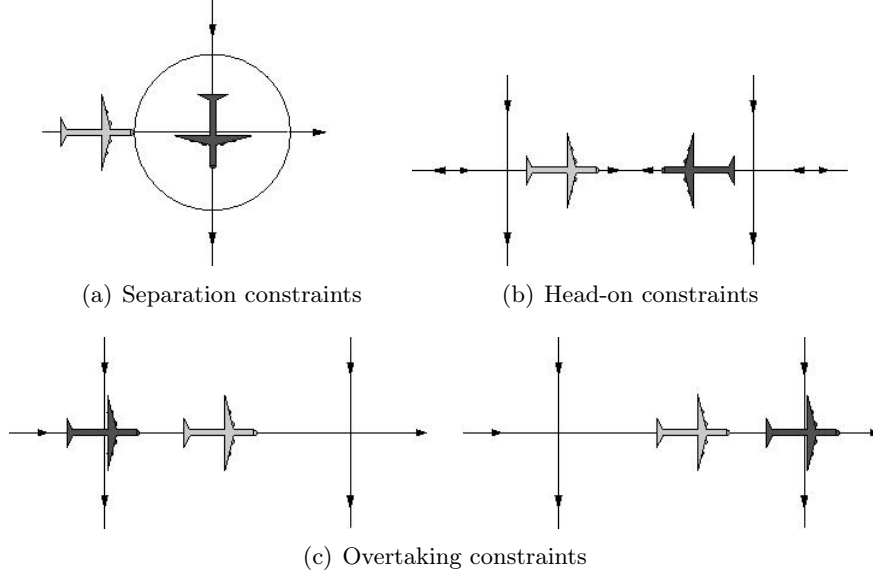 (a) Separation constraints
(b) Head-on constraints
(c) Overtaking constraints